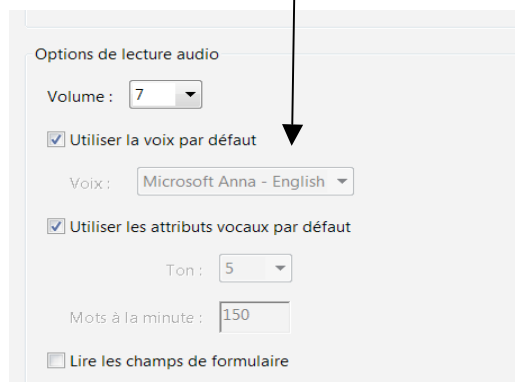 Options de lecture audio
Volume : 7
Utiliser la voix par défaut
Voix : Microsoft Anna - English
Utiliser les attributs vocaux par défaut
Ton : 5
Mots à la minute : 150
Lire les champs de formulaire